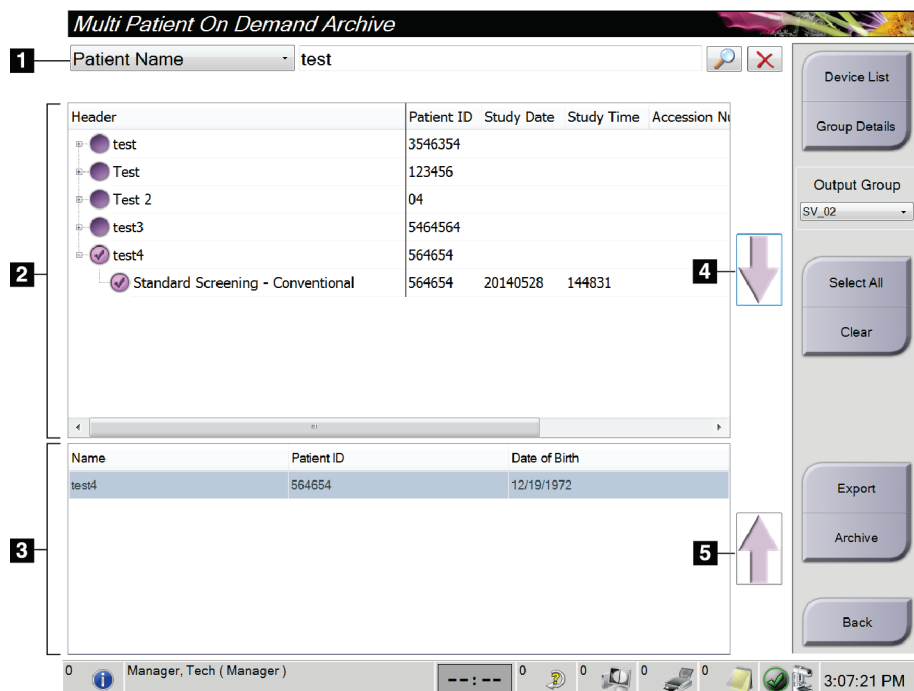 Multi Patient On Demand Archive
1 Patient Name test
Device List
Group Details
Output Group
SV_02
Select All
Clear
Export
Archive
Back
2
Header Patient ID Study Date Study Time Accession Nu
test 3546354
Test 123456
Test 2 04
test3 5464564
test4 564654
Standard Screening - Conventional 564654 20140528 144831
4
3
Name Patient ID Date of Birth
test4 564654 12/19/1972
5
0 Manager, Tech ( Manager ) --:-- 0 0 0 0 3:07:21 PM